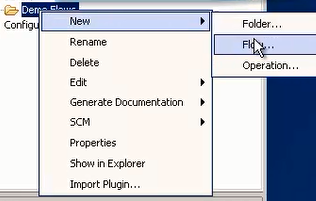 Demo Flows
Configu
New
Rename
Delete
Edit
Generate Documentation
SCM
Properties
Show in Explorer
Import Plugin...
Folder...
Flow...
Operation...